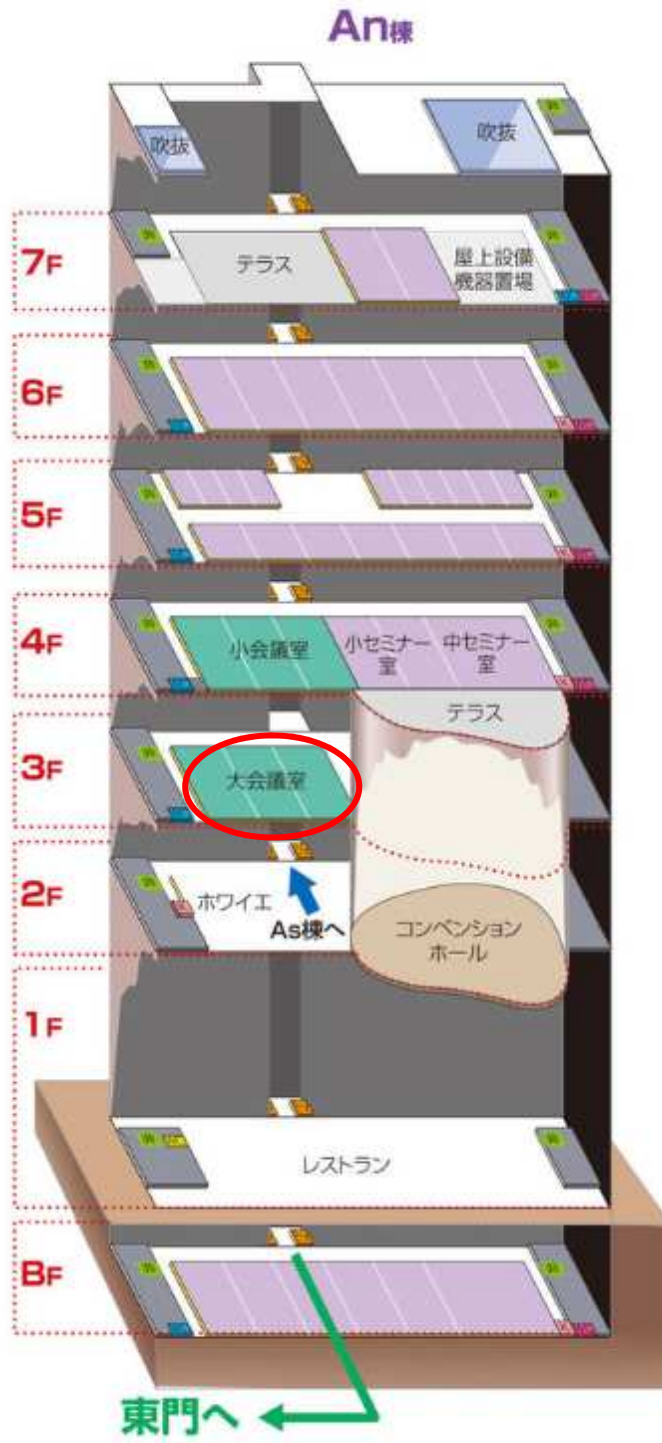 An棟
吹抜
吹抜
7F
テラス
屋上設備
機器置場
6F
5F
4F
小会議室
小セミナー
室
中セミナー
室
テラス
3F
大会議室
2F
ホワイエ
As棟へ
コンベンション
ホール
1F
レストラン
BF
東門へ